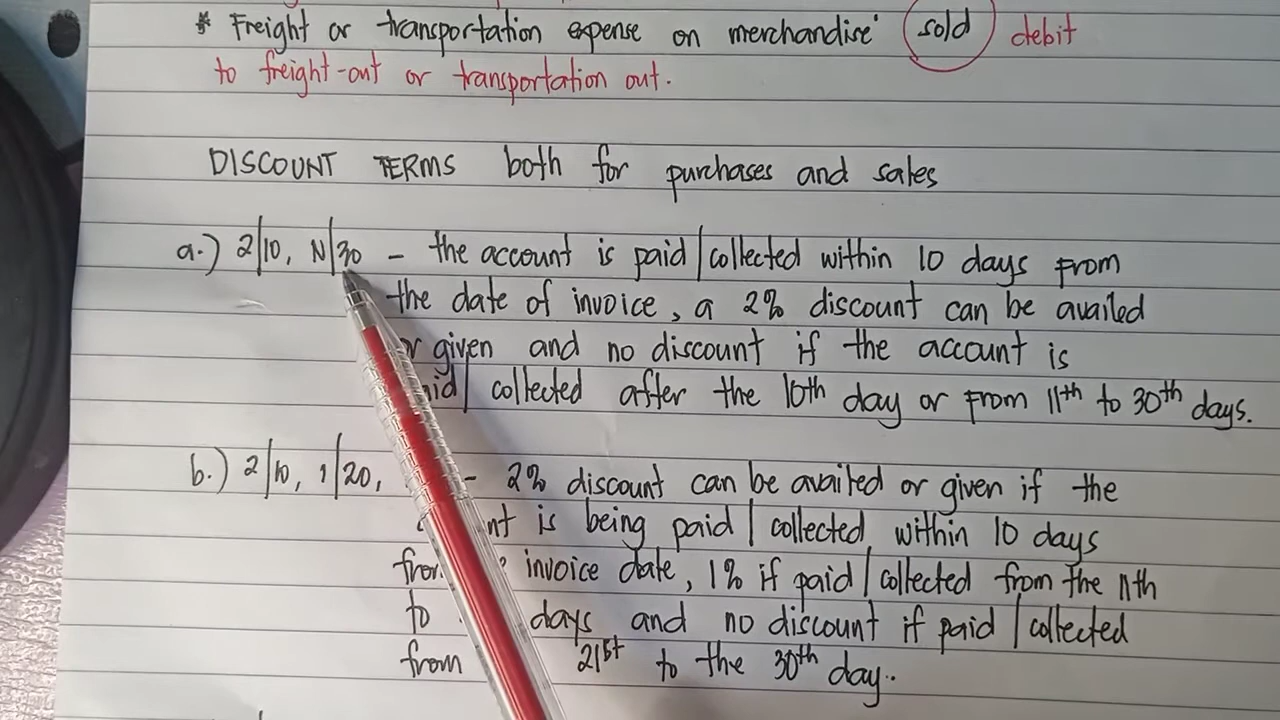 * Freight or transportation expense on merchandise sold debit
to freight-out or transportation out.
DISCOUNT TERMS both for purchases and sales
a.) 2/10, N/30 - the account is paid/collected within 10 days from
the date of invoice, a 2% discount can be availed
given and no discount if the account is
collected after the 10th day or from 11th to 30th days.
b.) 2/10, 1/20, - 2% discount can be availed or given if the
is being paid/collected within 10 days
invoice date, 1% if paid/collected from the 11th
to days and no discount if paid/collected
from 21st to the 30th day.